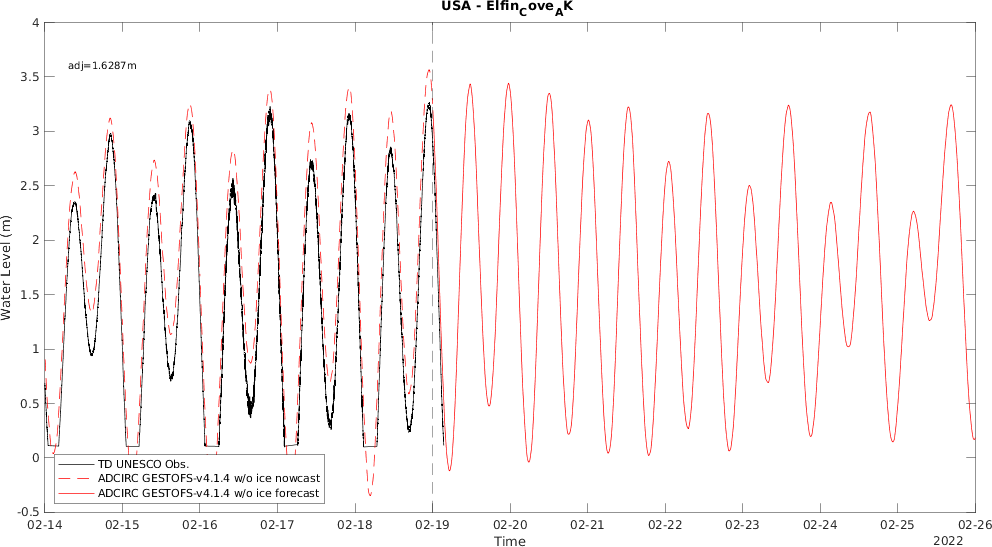 USA - Elfin_Cove_AK
4
3.5
3
2.5
2
1.5
1
0.5
0
-0.5
Water Level (m)
adj=1.6287m
TD UNESCO Obs.
ADCIRC GESTOFS-v4.1.4 w/o ice nowcast
ADCIRC GESTOFS-v4.1.4 w/o ice forecast
02-14 02-15 02-16 02-17 02-18 02-19 02-20 02-21 02-22 02-23 02-24 02-25 02-26
Time
2022